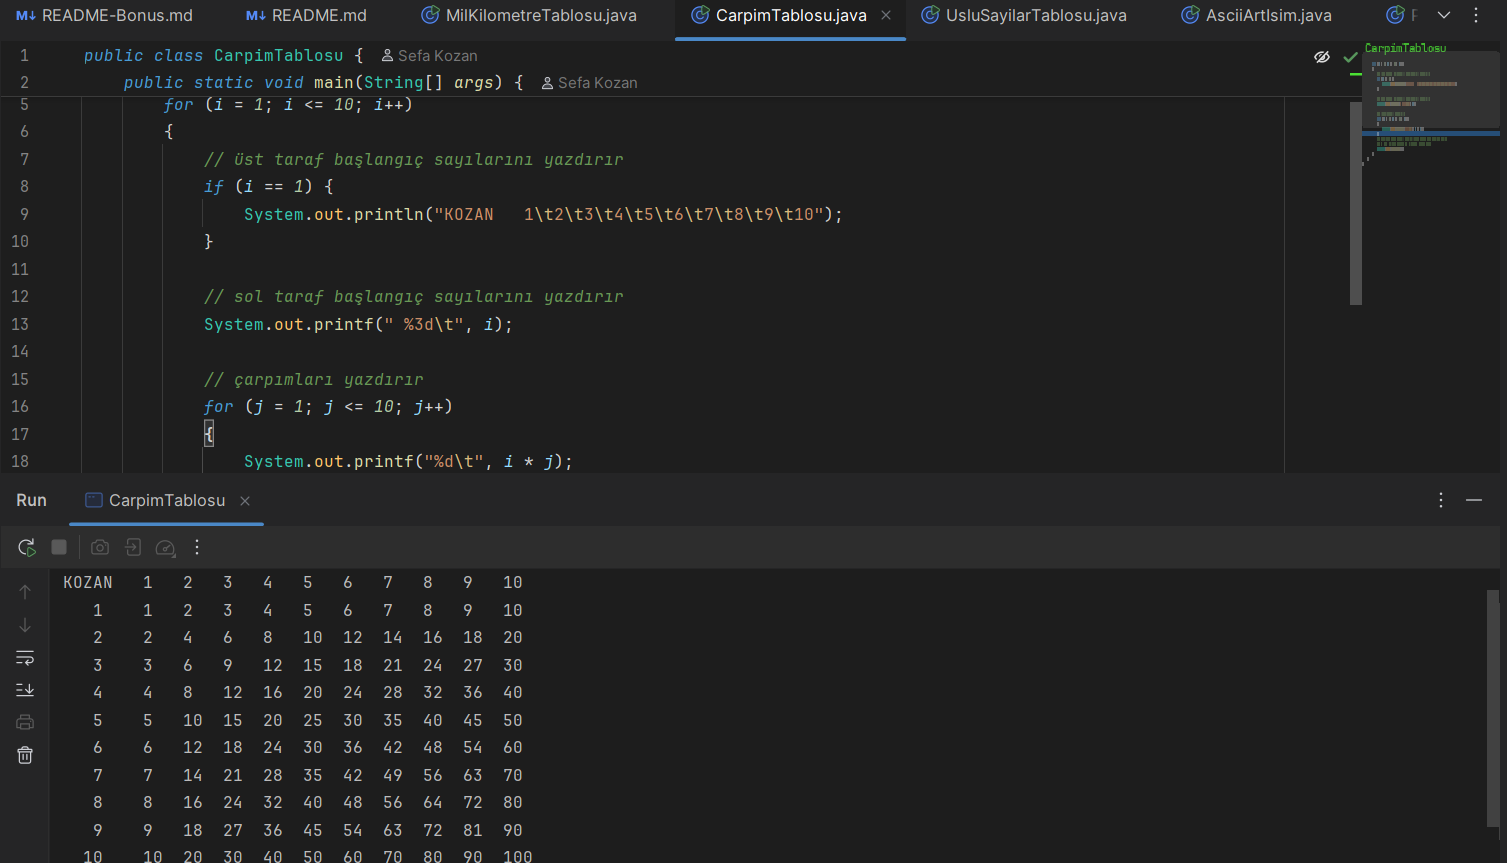 README-Bonus.md README.md MilKilometreTablosu.java CarpimTablosu.java UsluSayilarTablosu.java AsciiArtIsim.java
CarpimTablosu
1 public class CarpimTablosu { Sefa Kozan
2 public static void main(String[] args) { Sefa Kozan
5 for (i = 1; i <= 10; i++)
6 {
7 // üst taraf başlangıç sayılarını yazdırır
8 if (i == 1) {
9 System.out.println("KOZAN   1\t2\t3\t4\t5\t6\t7\t8\t9\t10");
10 }
11
12 // sol taraf başlangıç sayılarını yazdırır
13 System.out.printf(" %3d\t", i);
14
15 // çarpımları yazdırır
16 for (j = 1; j <= 10; j++)
17 {
18 System.out.printf("%d\t", i * j);
Run CarpimTablosu
KOZAN 1 2 3 4 5 6 7 8 9 10
1 1 2 3 4 5 6 7 8 9 10
2 2 4 6 8 10 12 14 16 18 20
3 3 6 9 12 15 18 21 24 27 30
4 4 8 12 16 20 24 28 32 36 40
5 5 10 15 20 25 30 35 40 45 50
6 6 12 18 24 30 36 42 48 54 60
7 7 14 21 28 35 42 49 56 63 70
8 8 16 24 32 40 48 56 64 72 80
9 9 18 27 36 45 54 63 72 81 90
10 10 20 30 40 50 60 70 80 90 100